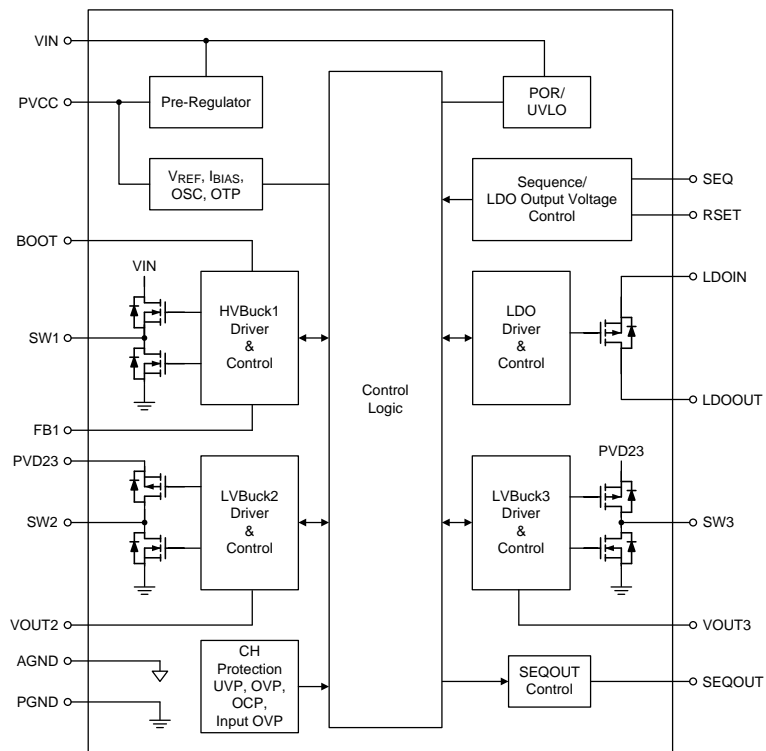 VIN
PVCC
Pre-Regulator
POR/
UVLO
VREF, IBIAS,
OSC, OTP
Sequence/
LDO Output Voltage
Control
SEQ
RSET
BOOT
VIN
SW1
HVBuck1
Driver
&
Control
FB1
Control
Logic
LDO
Driver
&
Control
LDOIN
LDOOUT
PVD23
SW2
LVBuck2
Driver
&
Control
VOUT2
LVBuck3
Driver
&
Control
PVD23
SW3
VOUT3
AGND
PGND
CH
Protection
UVP, OVP,
OCP,
Input OVP
SEQOUT
Control
SEQOUT